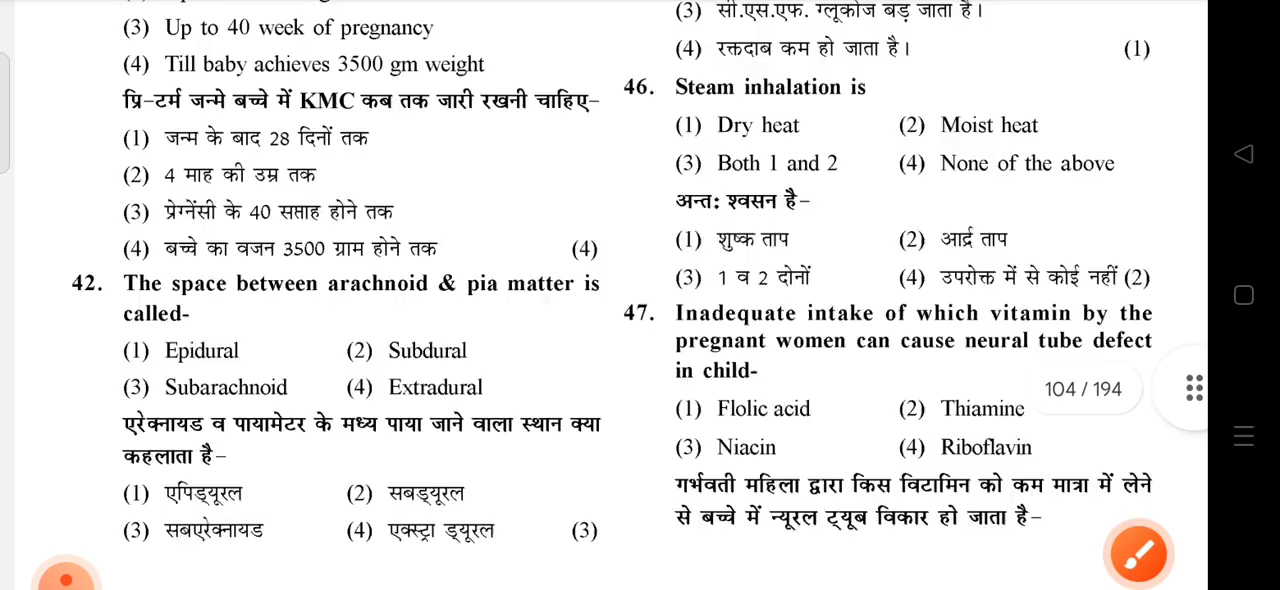 (3) Up to 40 week of pregnancy
(4) Till baby achieves 3500 gm weight
प्रि-टर्म जन्मे बच्चे में KMC कब तक जारी रखनी चाहिए-
(1) जन्म के बाद 28 दिनों तक
(2) 4 माह की उम्र तक
(3) प्रेग्नेंसी के 40 सप्ताह होने तक
(4) बच्चे का वजन 3500 ग्राम होने तक (4)
42. The space between arachnoid & pia matter is
called-
(1) Epidural (2) Subdural
(3) Subarachnoid (4) Extradural
एरेक्नायड व पायामेटर के मध्य पाया जाने वाला स्थान क्या
कहलाता है-
(1) एपिड्यूरल (2) सबड्यूरल
(3) सबएरेक्नायड (4) एक्स्ट्रा ड्यूरल (3)
(3) सी.एस.एफ. ग्लूकोज बड़ जाता है।
(4) रक्तदाब कम हो जाता है। (1)
46. Steam inhalation is
(1) Dry heat (2) Moist heat
(3) Both 1 and 2 (4) None of the above
अन्त: श्वसन है-
(1) शुष्क ताप (2) आर्द्र ताप
(3) 1 व 2 दोनों (4) उपरोक्त में से कोई नहीं (2)
47. Inadequate intake of which vitamin by the
pregnant women can cause neural tube defect
in child-
104 / 194
(1) Flolic acid (2) Thiamine
(3) Niacin (4) Riboflavin
गर्भवती महिला द्वारा किस विटामिन को कम मात्रा में लेने
से बच्चे में न्यूरल ट्यूब विकार हो जाता है-